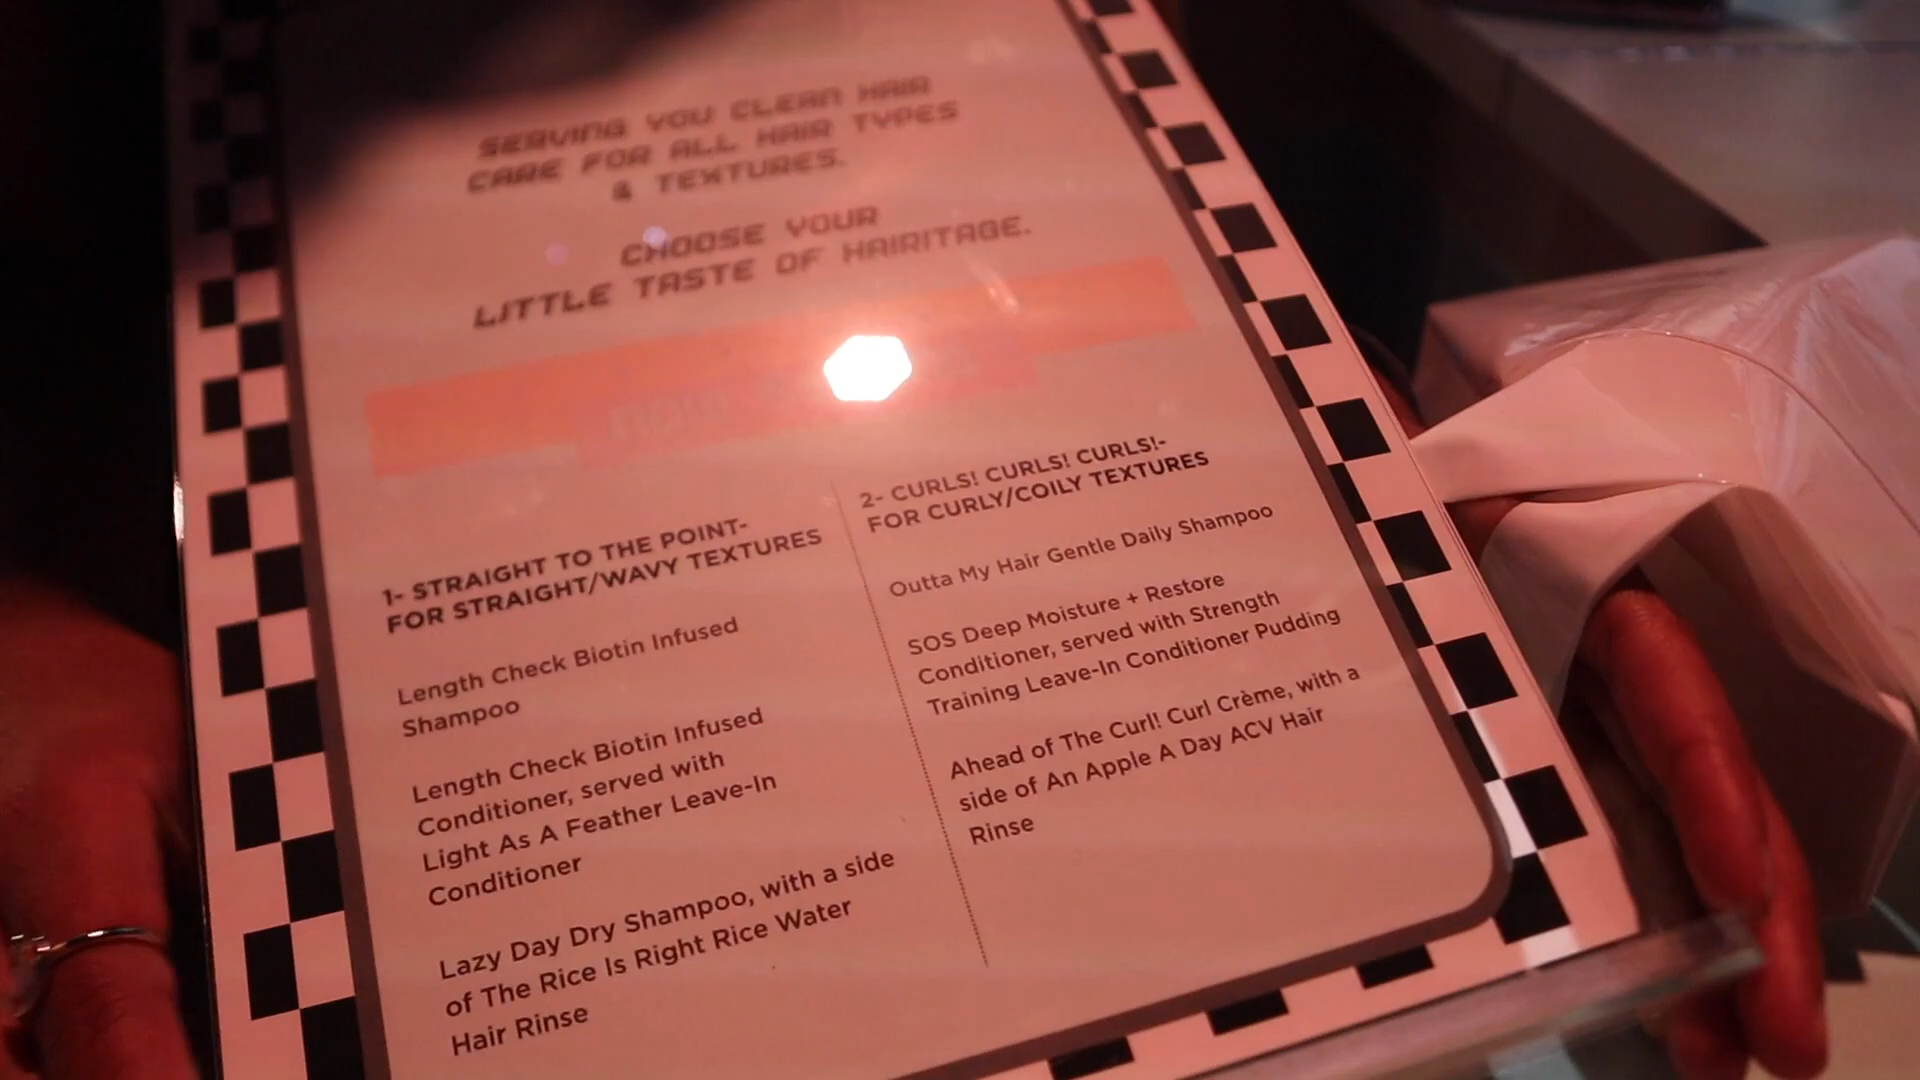 SERVING YOU CLEAN HAIR
CARE FOR ALL HAIR TYPES
& TEXTURES.
CHOOSE YOUR
LITTLE TASTE OF HAIRITAGE.
1- STRAIGHT TO THE POINT-
FOR STRAIGHT/WAVY TEXTURES
Length Check Biotin Infused
Shampoo
Length Check Biotin Infused
Conditioner, served with
Light As A Feather Leave-In
Conditioner
Lazy Day Dry Shampoo, with a side
of The Rice Is Right Rice Water
Hair Rinse
2- CURLS! CURLS! CURLS!-
FOR CURLY/COILY TEXTURES
Outta My Hair Gentle Daily Shampoo
SOS Deep Moisture + Restore
Conditioner, served with Strength
Training Leave-In Conditioner Pudding
Ahead of The Curl! Curl Crème, with a
side of An Apple A Day ACV Hair
Rinse